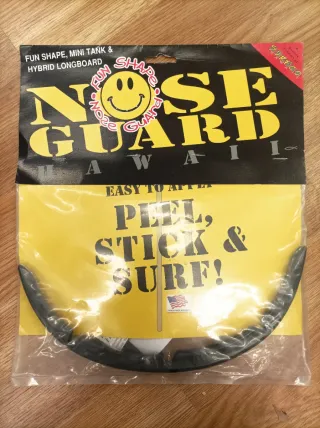 FUN SHAPE, MINI TANK &
HYBRID LONGBOARD
FUN SHAPE
NOSE GUARD
NOSE
GUARD
HAWAII
EASY TO APPLY
PEEL,
STICK &
SURF!